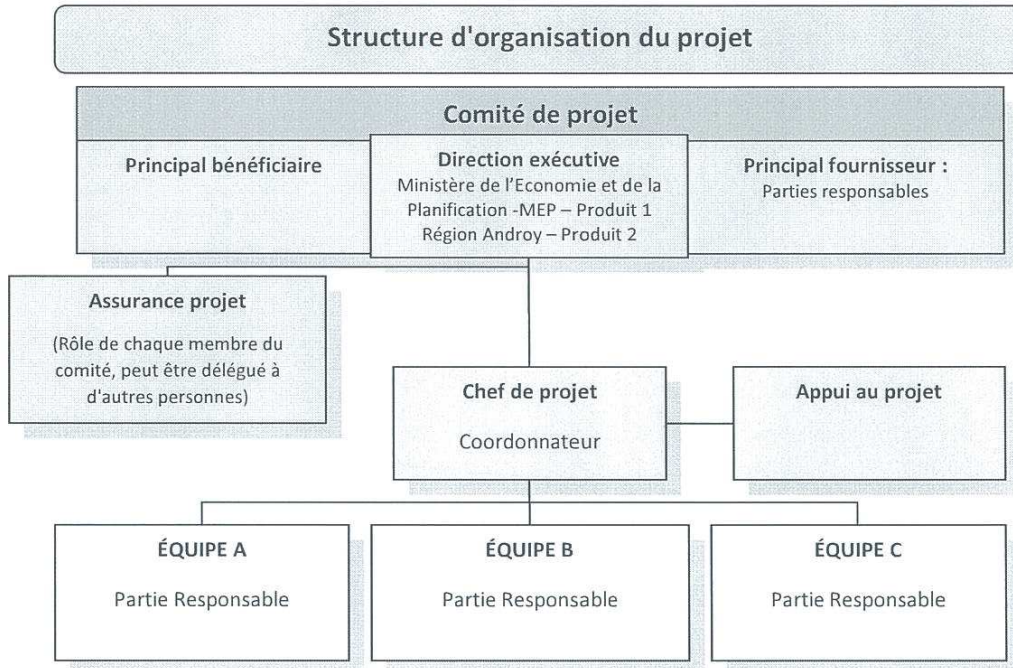 Structure d'organisation du projet
Comité de projet
Principal bénéficiaire
Direction exécutive
Ministère de l'Economie et de la
Planification -MEP – Produit 1
Région Androy – Produit 2
Principal fournisseur :
Parties responsables
Assurance projet
(Rôle de chaque membre du
comité, peut être délégué à
d'autres personnes)
Chef de projet
Coordonnateur
Appui au projet
ÉQUIPE A
Partie Responsable
ÉQUIPE B
Partie Responsable
ÉQUIPE C
Partie Responsable